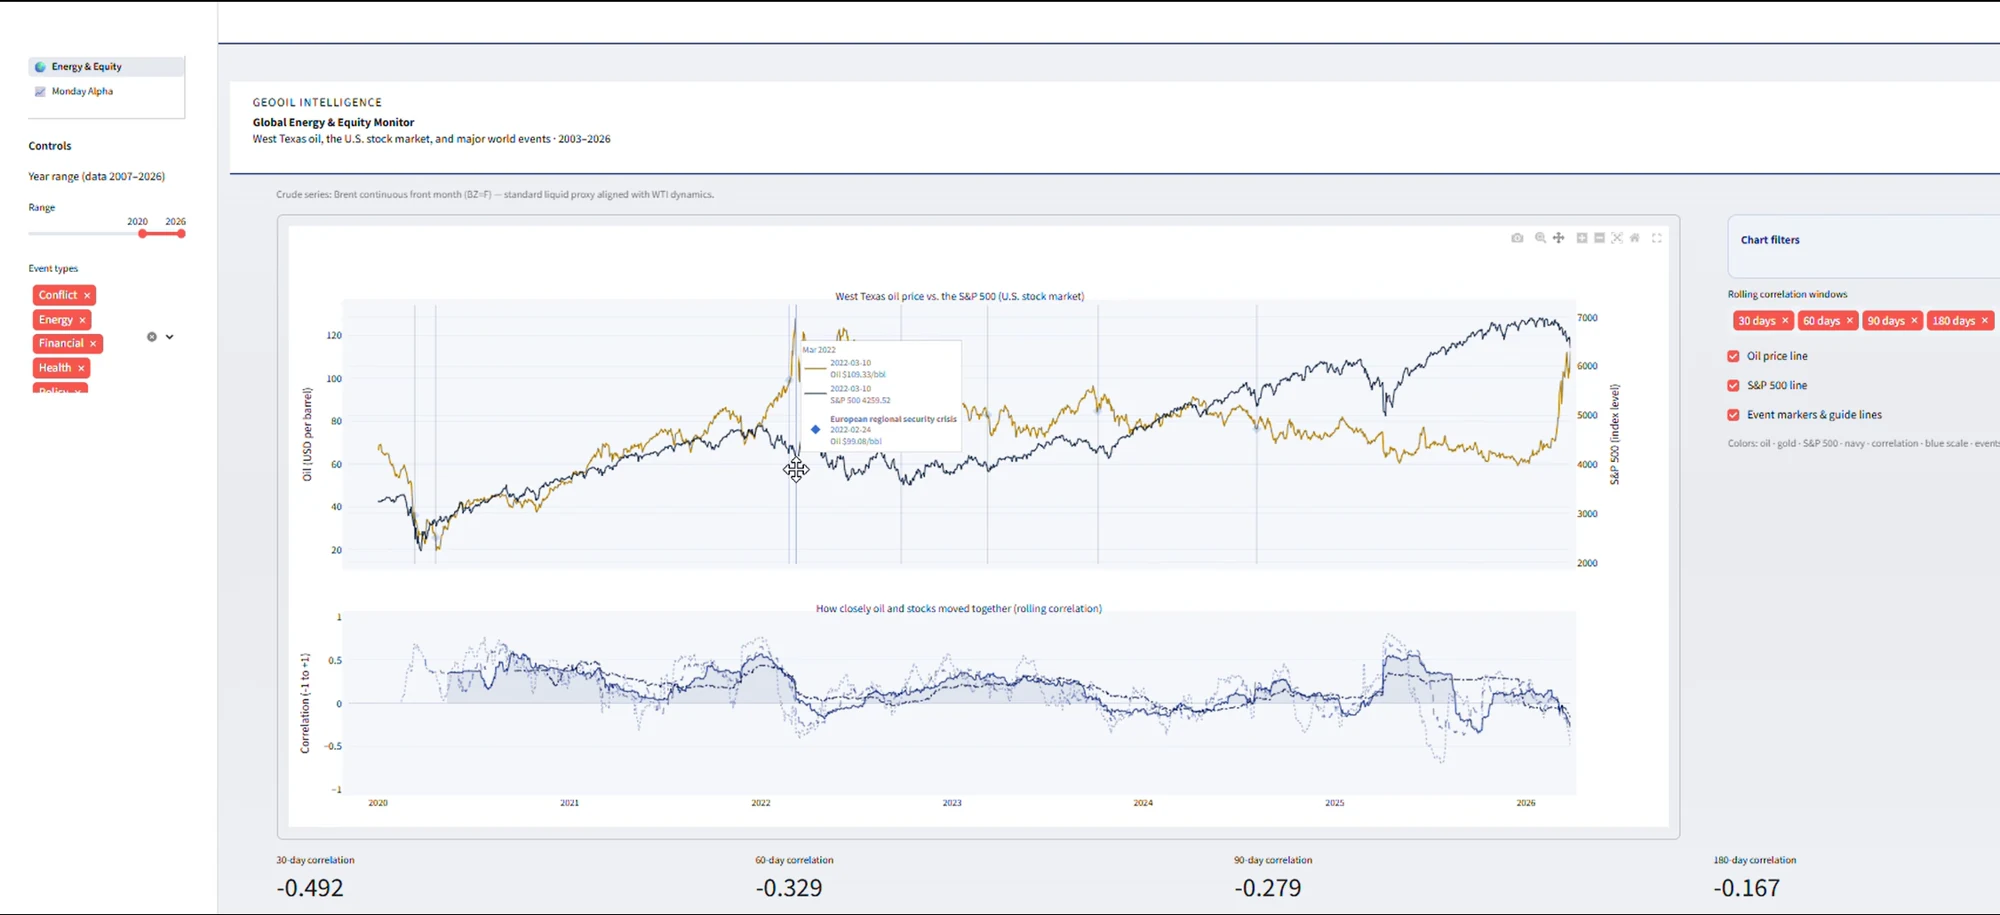 Energy & Equity
Monday Alpha
Controls
Year range (data 2007–2026)
Range
2020 2026
Event types
Conflict ×
Energy ×
Financial ×
Health ×
Policy ×
GEOOIL INTELLIGENCE
Global Energy & Equity Monitor
West Texas oil, the U.S. stock market, and major world events · 2003–2026
Crude series: Brent continuous front month (BZ=F) — standard liquid proxy aligned with WTI dynamics.
West Texas oil price vs. the S&P 500 (U.S. stock market)
Oil (USD per barrel)
120
100
80
60
40
20
Mar 2022
2022-03-10
Oil $109.33/bbl
2022-03-10
S&P 500 4259.52
European regional security crisis
2022-02-24
Oil $99.08/bbl
7000
6000
5000
4000
3000
2000
S&P 500 (index level)
How closely oil and stocks moved together (rolling correlation)
Correlation (-1 to +1)
1
0.5
0
−0.5
−1
2020 2021 2022 2023 2024 2025 2026
30-day correlation
-0.492
60-day correlation
-0.329
90-day correlation
-0.279
180-day correlation
-0.167
Chart filters
Rolling correlation windows
30 days × 60 days × 90 days × 180 days ×
Oil price line
S&P 500 line
Event markers & guide lines
Colors: oil · gold · S&P 500 · navy · correlation · blue scale · events